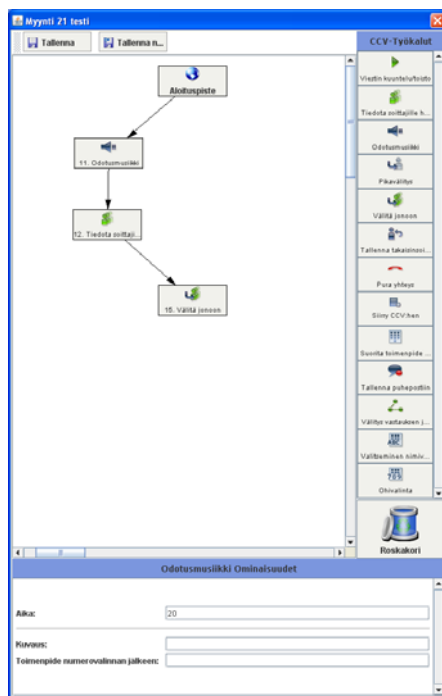 Myynti 21 testi
Tallenna
Tallenna n...
CCV-Työkalut
Aloituspiste
11. Odotusmusiikki
12. Tiedota soittaji...
15. Välitä jonoon
Viestin kuuntelu/toisto
Tiedota soittajille h...
Odotusmusiikki
Pikavälitys
Välitä jonoon
Tallenna takaisinsoi...
Pura yhteys
Siirry CCV:hen
Suorita toimenpide ...
Tallenna puhepostiin
Välitys vastauksen j...
Valitseminen nimiv...
Ohivalinta
Roskakori
Odotusmusiikki Ominaisuudet
Aika:
20
Kuvaus:
Toimenpide numerovalinnan jälkeen: